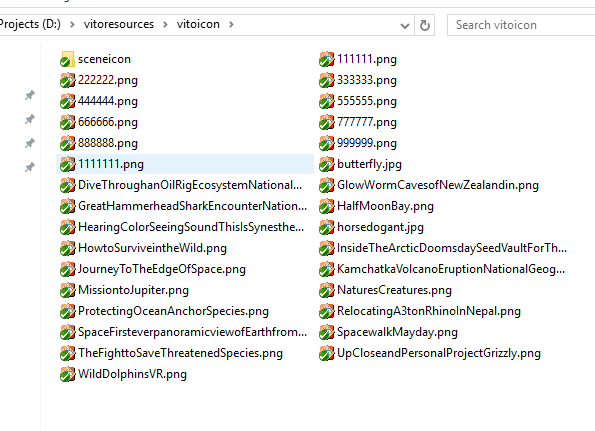 Projects (D:) > vitoresources > vitoicon >
Search vitoicon
sceneicon
111111.png
222222.png
333333.png
444444.png
555555.png
666666.png
777777.png
888888.png
999999.png
1111111.png
butterfly.jpg
DiveThroughanOilRigEcosystemNational...
GlowWormCavesofNewZealandin.png
GreatHammerheadSharkEncounterNation...
HalfMoonBay.png
HearingColorSeeingSoundThisIsSynesthe...
horsedogant.jpg
HowtoSurviveintheWild.png
InsideTheArcticDoomsdaySeedVaultForTh...
JourneyToTheEdgeOfSpace.png
KamchatkaVolcanoEruptionNationalGeog...
MissiontoJupiter.png
NaturesCreatures.png
ProtectingOceanAnchorSpecies.png
RelocatingA3tonRhinoInNepal.png
SpaceFirsteverpanoramicviewofEarthfrom...
SpacewalkMayday.png
TheFighttoSaveThreatenedSpecies.png
UpCloseandPersonalProjectGrizzly.png
WildDolphinsVR.png